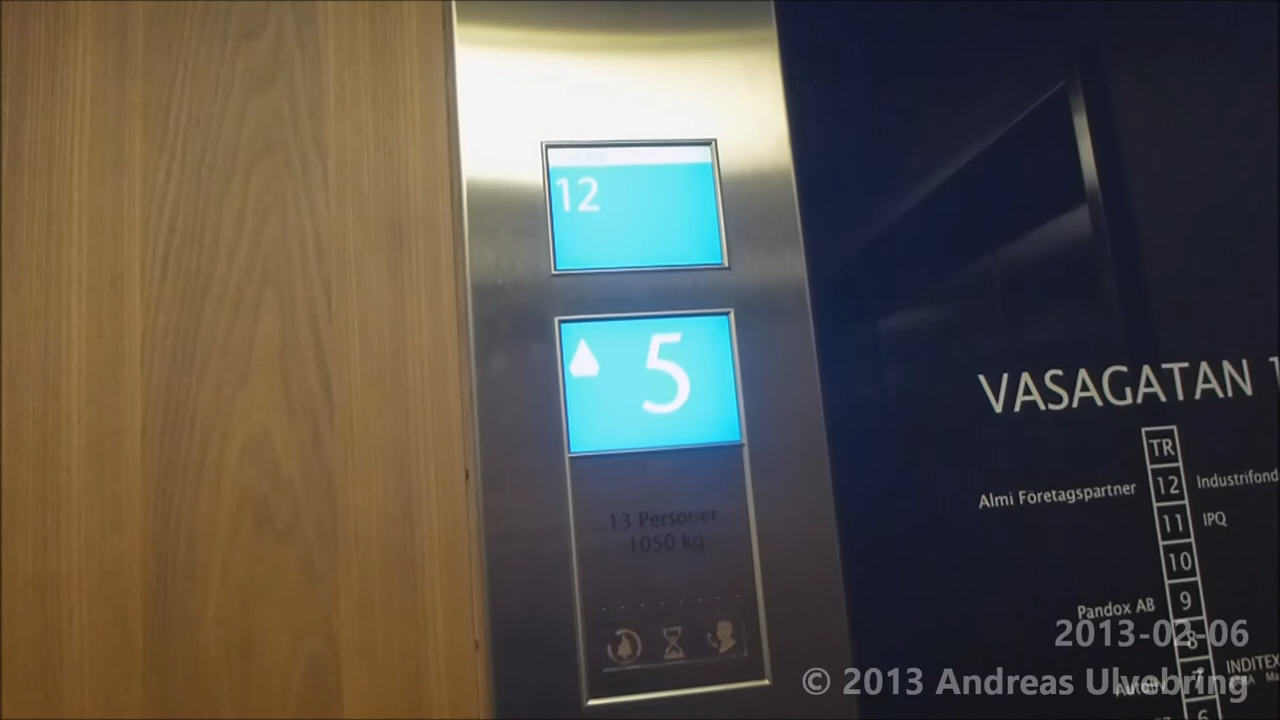 12
5
13 Personer
1050 kg
VASAGATAN
TR
Almi Företagspartner 12 Industrifond
11 IPQ
10
Pandox AB 9
8
7 INDITEX
6
2013-02-06
© 2013 Andreas Ulvebring